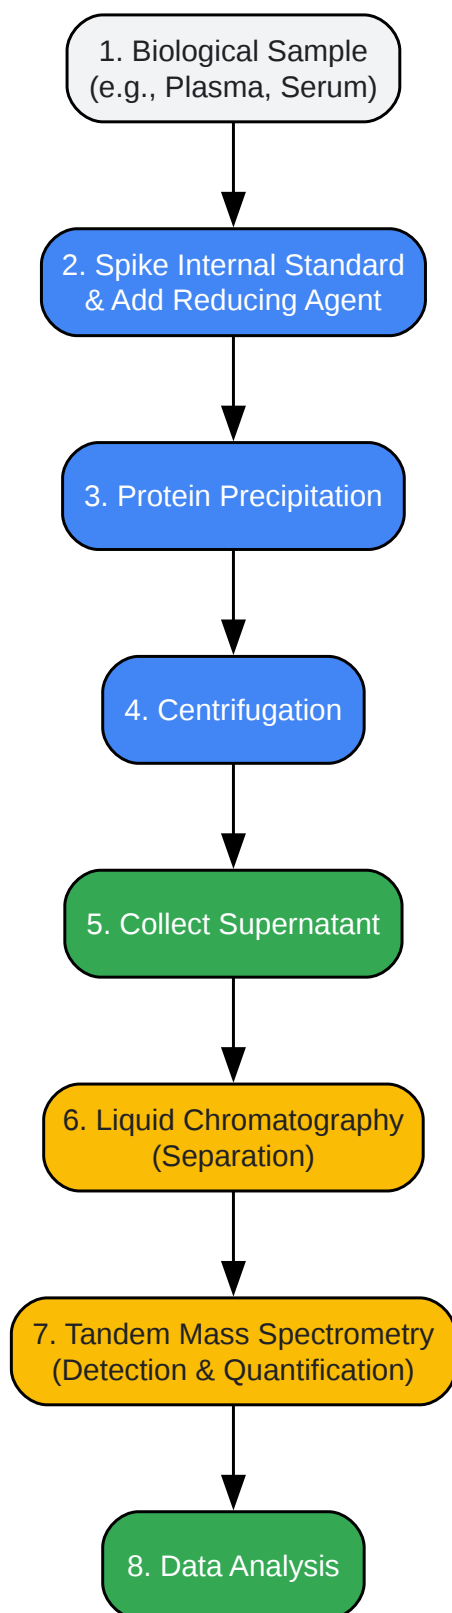 1. Biological Sample
(e.g., Plasma, Serum)
2. Spike Internal Standard
& Add Reducing Agent
3. Protein Precipitation
4. Centrifugation
5. Collect Supernatant
6. Liquid Chromatography
(Separation)
7. Tandem Mass Spectrometry
(Detection & Quantification)
8. Data Analysis